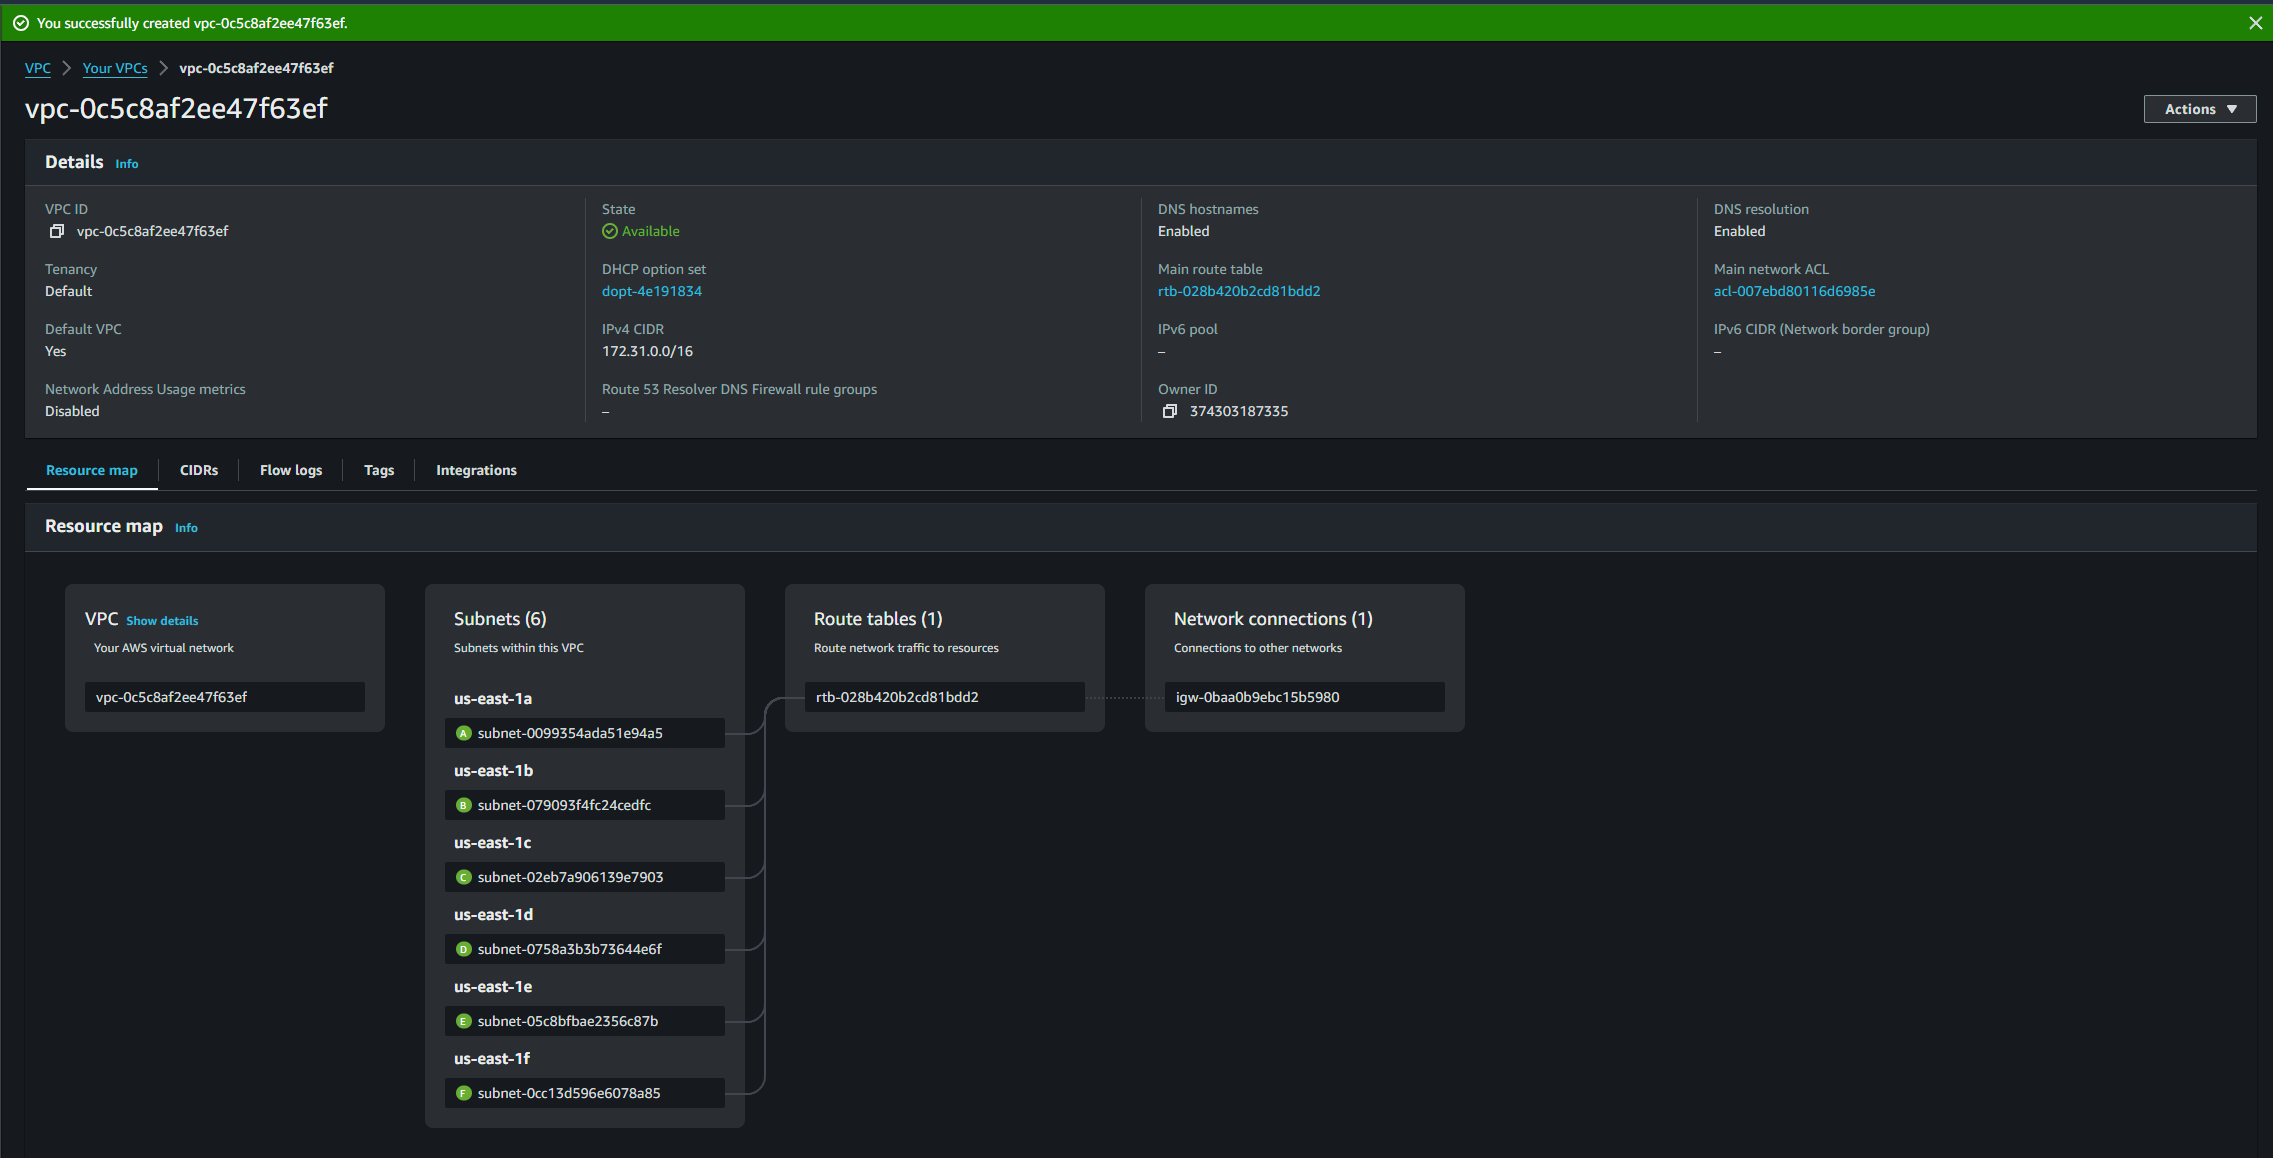 You successfully created vpc-0c5c8af2ee47f63ef.
VPC > Your VPCs > vpc-0c5c8af2ee47f63ef
vpc-0c5c8af2ee47f63ef
Actions
Details Info
VPC ID
vpc-0c5c8af2ee47f63ef
State
Available
DNS hostnames
Enabled
DNS resolution
Enabled
Tenancy
Default
DHCP option set
dopt-4e191834
Main route table
rtb-028b420b2cd81bdd2
Main network ACL
acl-007ebd80116d6985e
Default VPC
Yes
IPv4 CIDR
172.31.0.0/16
IPv6 pool
–
IPv6 CIDR (Network border group)
–
Network Address Usage metrics
Disabled
Route 53 Resolver DNS Firewall rule groups
–
Owner ID
374303187335
Resource map
CIDRs
Flow logs
Tags
Integrations
Resource map Info
VPC Show details
Your AWS virtual network
vpc-0c5c8af2ee47f63ef
Subnets (6)
Subnets within this VPC
us-east-1a
A subnet-0099354ada51e94a5
us-east-1b
B subnet-079093f4fc24cedfc
us-east-1c
C subnet-02eb7a906139e7903
us-east-1d
D subnet-0758a3b3b73644e6f
us-east-1e
E subnet-05c8bfbae2356c87b
us-east-1f
F subnet-0cc13d596e6078a85
Route tables (1)
Route network traffic to resources
rtb-028b420b2cd81bdd2
Network connections (1)
Connections to other networks
igw-0baa0b9ebc15b5980